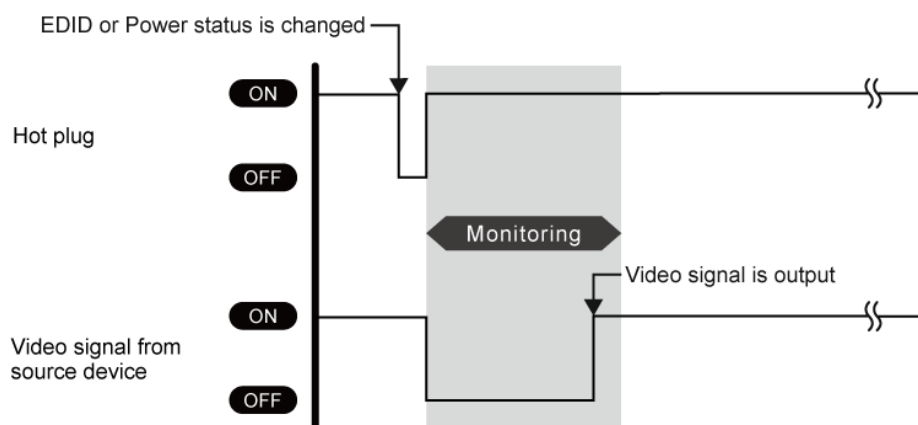 EDID or Power status is changed
ON
Hot plug
OFF
Monitoring
Video signal is output
ON
Video signal from
source device
OFF